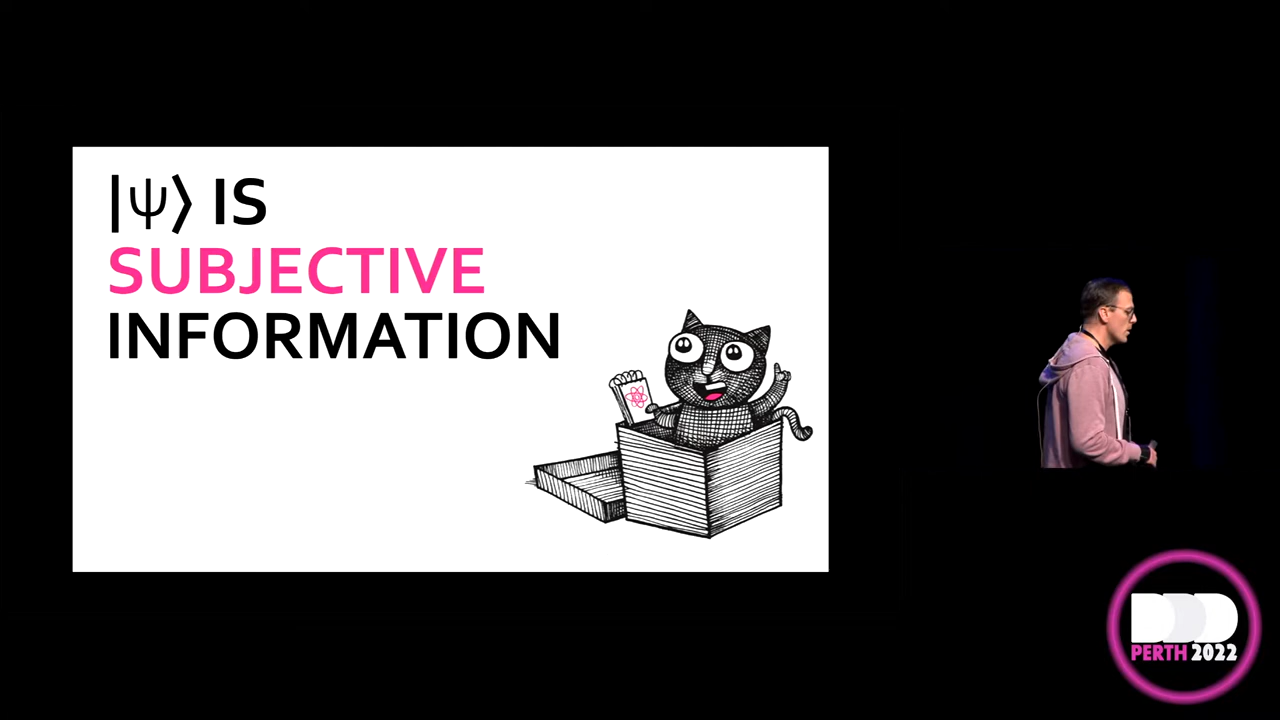 |ψ⟩ IS
SUBJECTIVE
INFORMATION
DDD
PERTH 2022